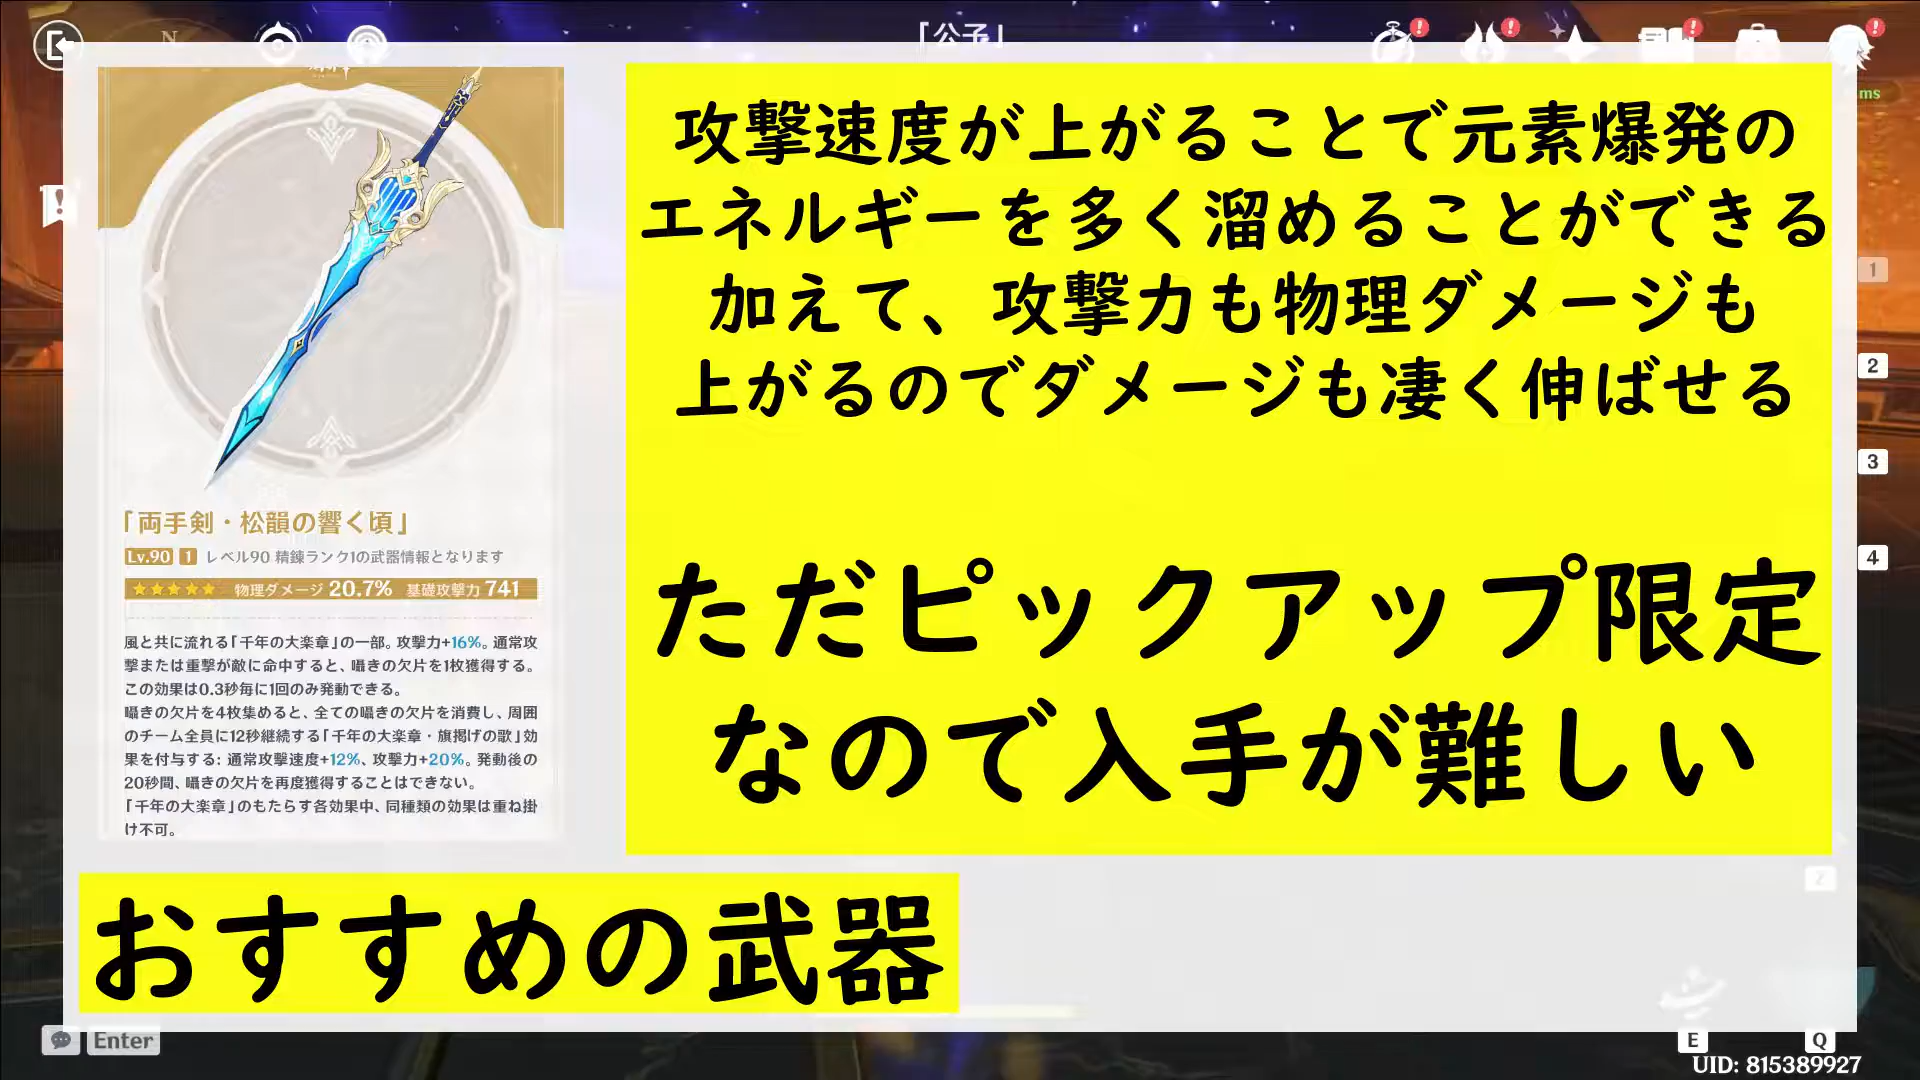 「公子」
N
ms
攻撃速度が上がることで元素爆発の
エネルギーを多く溜めることができる
加えて、攻撃力も物理ダメージも
上がるのでダメージも凄く伸ばせる
ただピックアップ限定
なので入手が難しい
「両手剣・松韻の響く頃」
Lv.90 1 レベル90 精錬ランク1の武器情報となります
★★★★★ 物理ダメージ 20.7% 基礎攻撃力 741
風と共に流れる「千年の大楽章」の一部。攻撃力+16%。通常攻
撃または重撃が敵に命中すると、囁きの欠片を1枚獲得する。
この効果は0.3秒毎に1回のみ発動できる。
囁きの欠片を4枚集めると、全ての囁きの欠片を消費し、周囲
のチーム全員に12秒継続する「千年の大楽章・旗揚げの歌」効
果を付与する: 通常攻撃速度+12%、攻撃力+20%。発動後の
20秒間、囁きの欠片を再度獲得することはできない。
「千年の大楽章」のもたらす各効果中、同種類の効果は重ね掛
け不可。
1
2
3
4
Z
おすすめの武器
Enter
E
Q
UID: 815389927